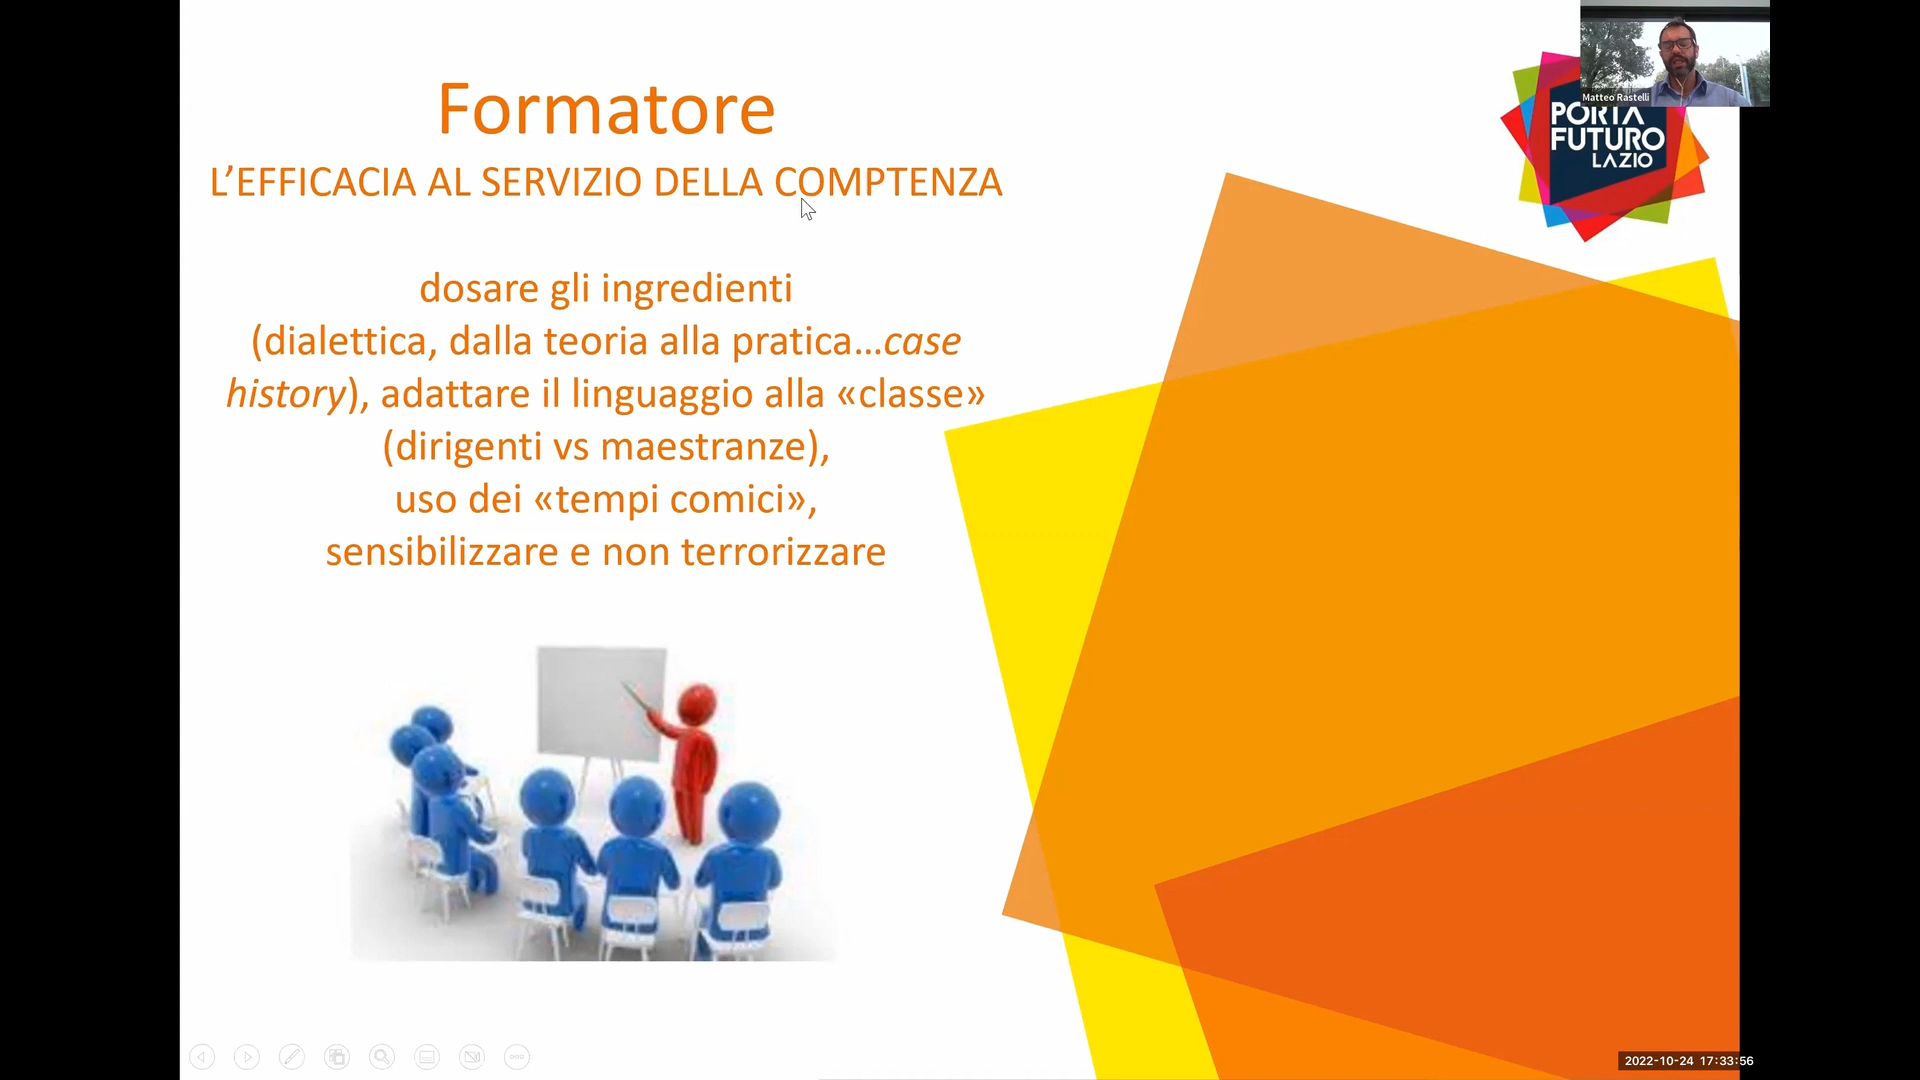 Formatore
L’EFFICACIA AL SERVIZIO DELLA COMPTENZA
dosare gli ingredienti
(dialettica, dalla teoria alla pratica…case
history), adattare il linguaggio alla «classe»
(dirigenti vs maestranze),
uso dei «tempi comici»,
sensibilizzare e non terrorizzare
Matteo Rastelli
PORTA
FUTURO
LAZIO
2022-10-24 17:33:56